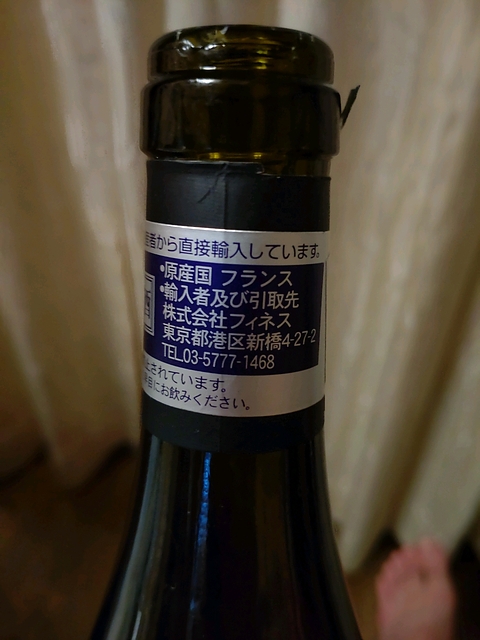 者から直接輸入しています。
•原産国 フランス
•輸入者及び引取先
株式会社フィネス
東京都港区新橋4-27-2
TEL.03-5777-1468
されています。
にお飲みください。